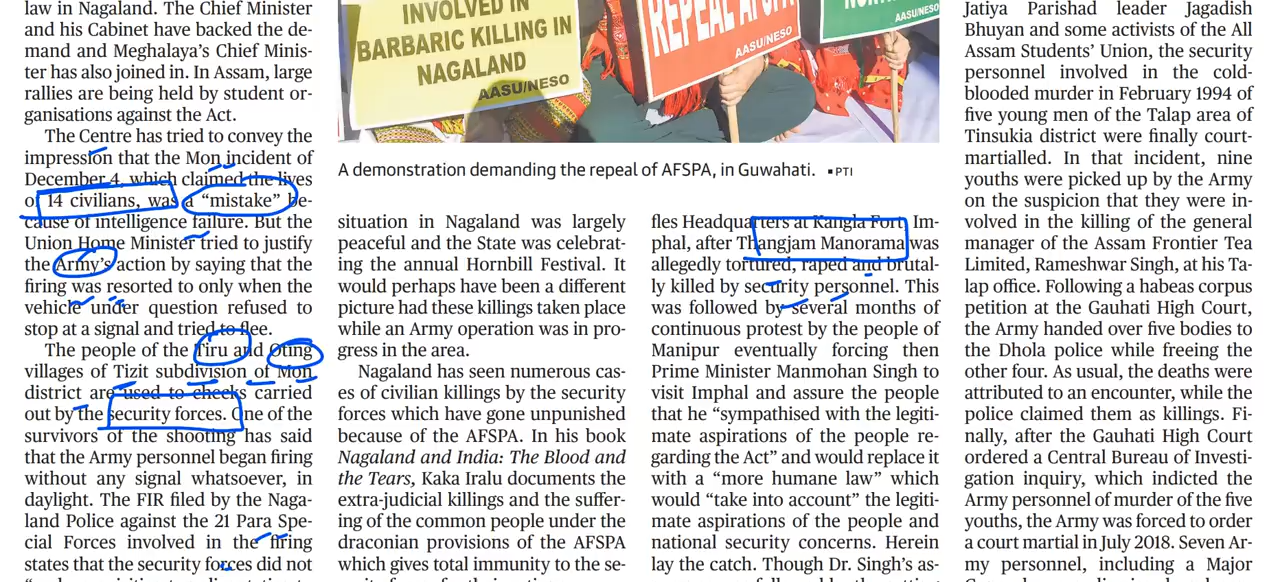 law in Nagaland. The Chief Minister
and his Cabinet have backed the de-
mand and Meghalaya's Chief Minis-
ter has also joined in. In Assam, large
rallies are being held by student or-
ganisations against the Act.
The Centre has tried to convey the
impression that the Mon incident of
December 4, which claimed the lives
of 14 civilians, was a “mistake” be-
cause of intelligence failure. But the
Union Home Minister tried to justify
the Army's action by saying that the
firing was resorted to only when the
vehicle under question refused to
stop at a signal and tried to flee.
The people of the Tiru and Oting
villages of Tizit subdivision of Mon
district are used to checks carried
out by the security forces. One of the
survivors of the shooting has said
that the Army personnel began firing
without any signal whatsoever, in
daylight. The FIR filed by the Naga-
land Police against the 21 Para Spe-
cial Forces involved in the firing
states that the security forces did not
INVOLVED IN
BARBARIC KILLING IN
NAGALAND
AASU/NESO
REPEAL AFSPA
AASU/NESO
AASU/NESO
A demonstration demanding the repeal of AFSPA, in Guwahati. ▪PTI
situation in Nagaland was largely
peaceful and the State was celebrat-
ing the annual Hornbill Festival. It
would perhaps have been a different
picture had these killings taken place
while an Army operation was in pro-
gress in the area.
Nagaland has seen numerous cas-
es of civilian killings by the security
forces which have gone unpunished
because of the AFSPA. In his book
Nagaland and India: The Blood and
the Tears, Kaka Iralu documents the
extra-judicial killings and the suffer-
ing of the common people under the
draconian provisions of the AFSPA
which gives total immunity to the se-
fles Headquarters at Kangla Fort, Im-
phal, after Thangjam Manorama was
allegedly tortured, raped and brutal-
ly killed by security personnel. This
was followed by several months of
continuous protest by the people of
Manipur eventually forcing then
Prime Minister Manmohan Singh to
visit Imphal and assure the people
that he “sympathised with the legiti-
mate aspirations of the people re-
garding the Act” and would replace it
with a “more humane law” which
would “take into account” the legiti-
mate aspirations of the people and
national security concerns. Herein
lay the catch. Though Dr. Singh's as-
Jatiya Parishad leader Jagadish
Bhuyan and some activists of the All
Assam Students' Union, the security
personnel involved in the cold-
blooded murder in February 1994 of
five young men of the Talap area of
Tinsukia district were finally court-
martialled. In that incident, nine
youths were picked up by the Army
on the suspicion that they were in-
volved in the killing of the general
manager of the Assam Frontier Tea
Limited, Rameshwar Singh, at his Ta-
lap office. Following a habeas corpus
petition at the Gauhati High Court,
the Army handed over five bodies to
the Dhola police while freeing the
other four. As usual, the deaths were
attributed to an encounter, while the
police claimed them as killings. Fi-
nally, after the Gauhati High Court
ordered a Central Bureau of Investi-
gation inquiry, which indicted the
Army personnel of murder of the five
youths, the Army was forced to order
a court martial in July 2018. Seven Ar-
my personnel, including a Major